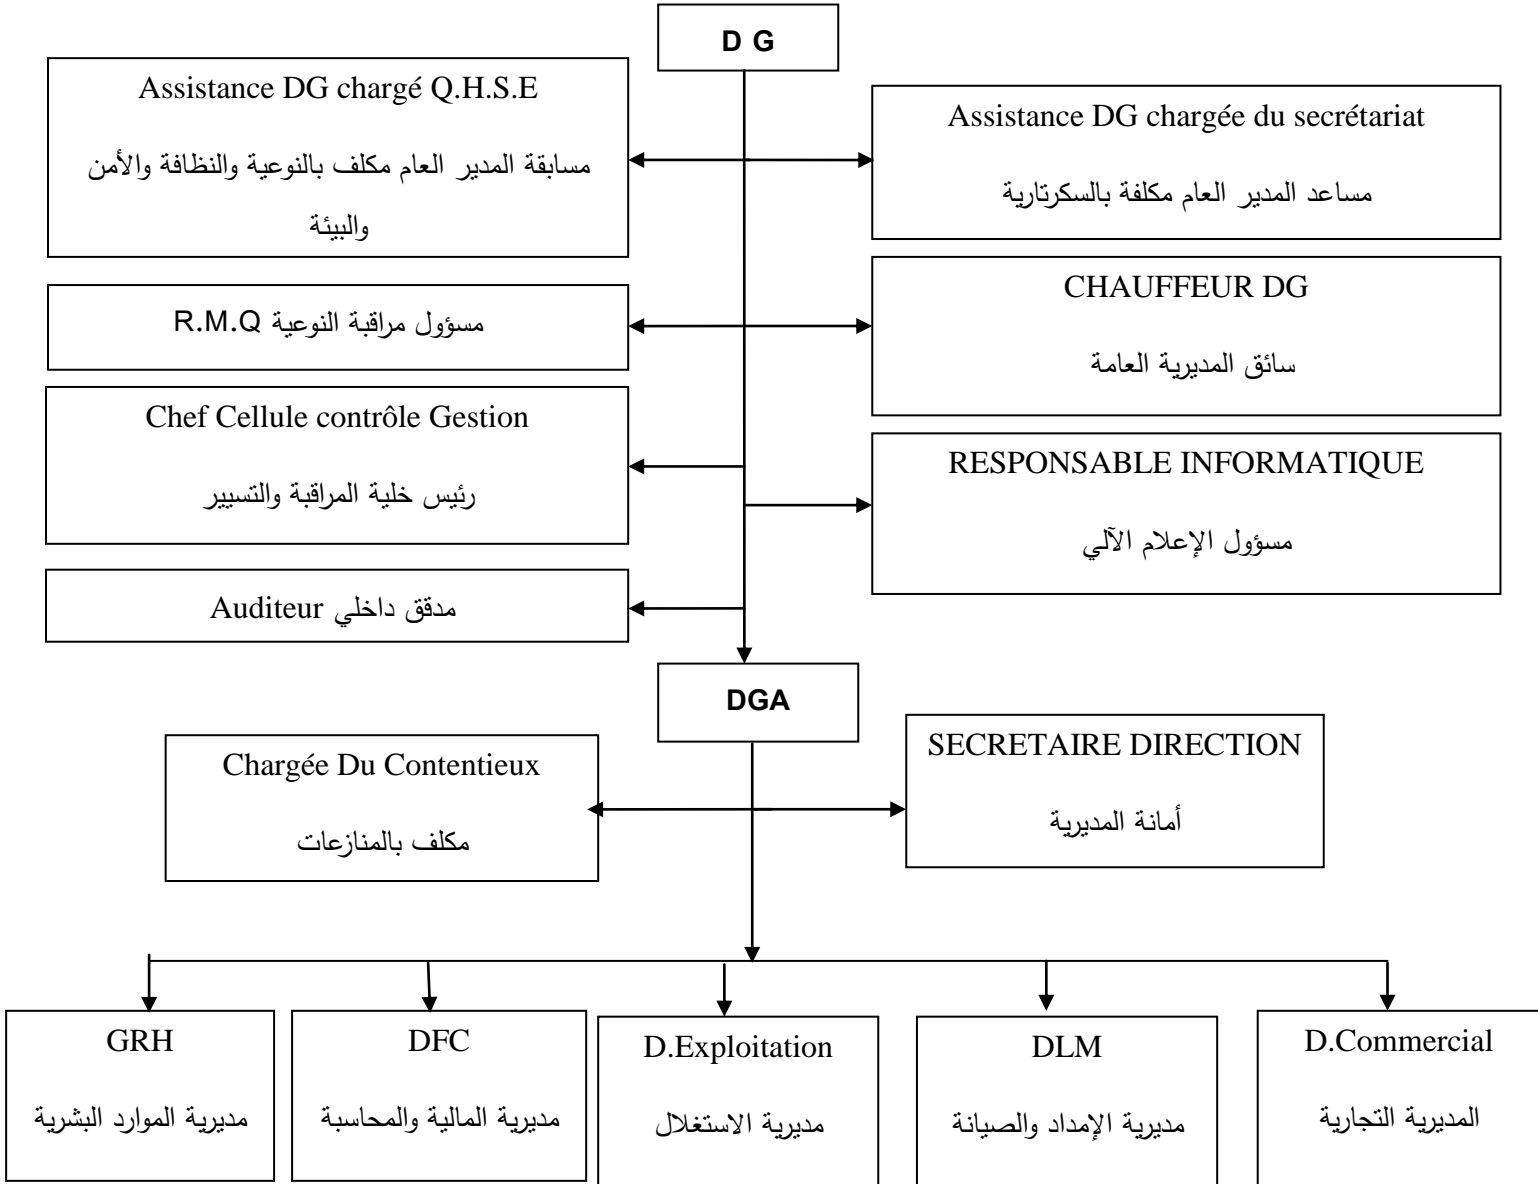 D G
Assistance DG chargé Q.H.S.E
مسابقة المدير العام مكلف بالنوعية والنظافة والأمن
والبيئة
Assistance DG chargée du secrétariat
مساعد المدير العام مكلفة بالسكرتارية
مسؤول مراقبة النوعية R.M.Q
CHAUFFEUR DG
سائق المديرية العامة
Chef Cellule contrôle Gestion
رئيس خلية المراقبة والتسيير
RESPONSABLE INFORMATIQUE
مسؤول الإعلام الآلي
مدقق داخلي Auditeur
DGA
Chargée Du Contentieux
مكلف بالمنازعات
SECRETAIRE DIRECTION
أمانة المديرية
GRH
مديرية الموارد البشرية
DFC
مديرية المالية والمحاسبة
D.Exploitation
مديرية الاستغلال
DLM
مديرية الإمداد والصيانة
D.Commercial
المديرية التجارية